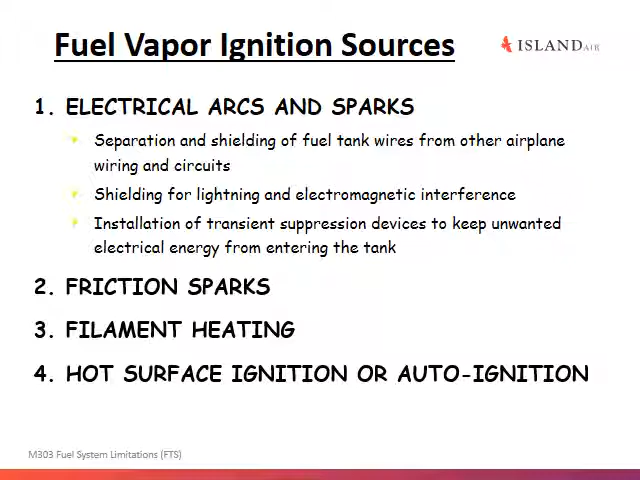 Fuel Vapor Ignition Sources
ISLAND AIR
1. ELECTRICAL ARCS AND SPARKS
Separation and shielding of fuel tank wires from other airplane
wiring and circuits
Shielding for lightning and electromagnetic interference
Installation of transient suppression devices to keep unwanted
electrical energy from entering the tank
2. FRICTION SPARKS
3. FILAMENT HEATING
4. HOT SURFACE IGNITION OR AUTO-IGNITION
M303 Fuel System Limitations (FTS)